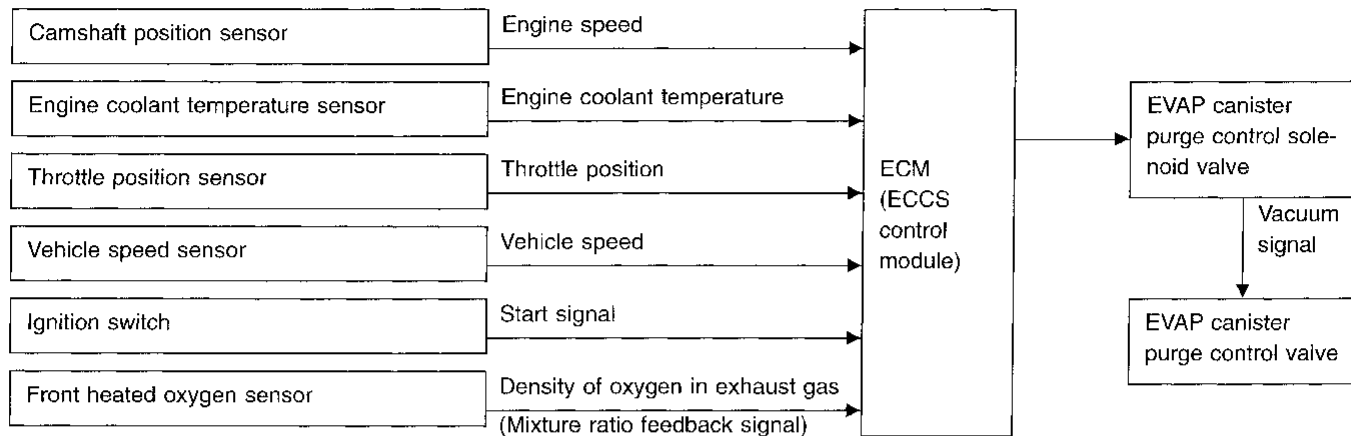 Camshaft position sensor
Engine speed
Engine coolant temperature sensor
Engine coolant temperature
Throttle position sensor
Throttle position
Vehicle speed sensor
Vehicle speed
Ignition switch
Start signal
Front heated oxygen sensor
Density of oxygen in exhaust gas
(Mixture ratio feedback signal)
ECM
(ECCS
control
module)
EVAP canister
purge control sole-
noid valve
Vacuum
signal
EVAP canister
purge control valve